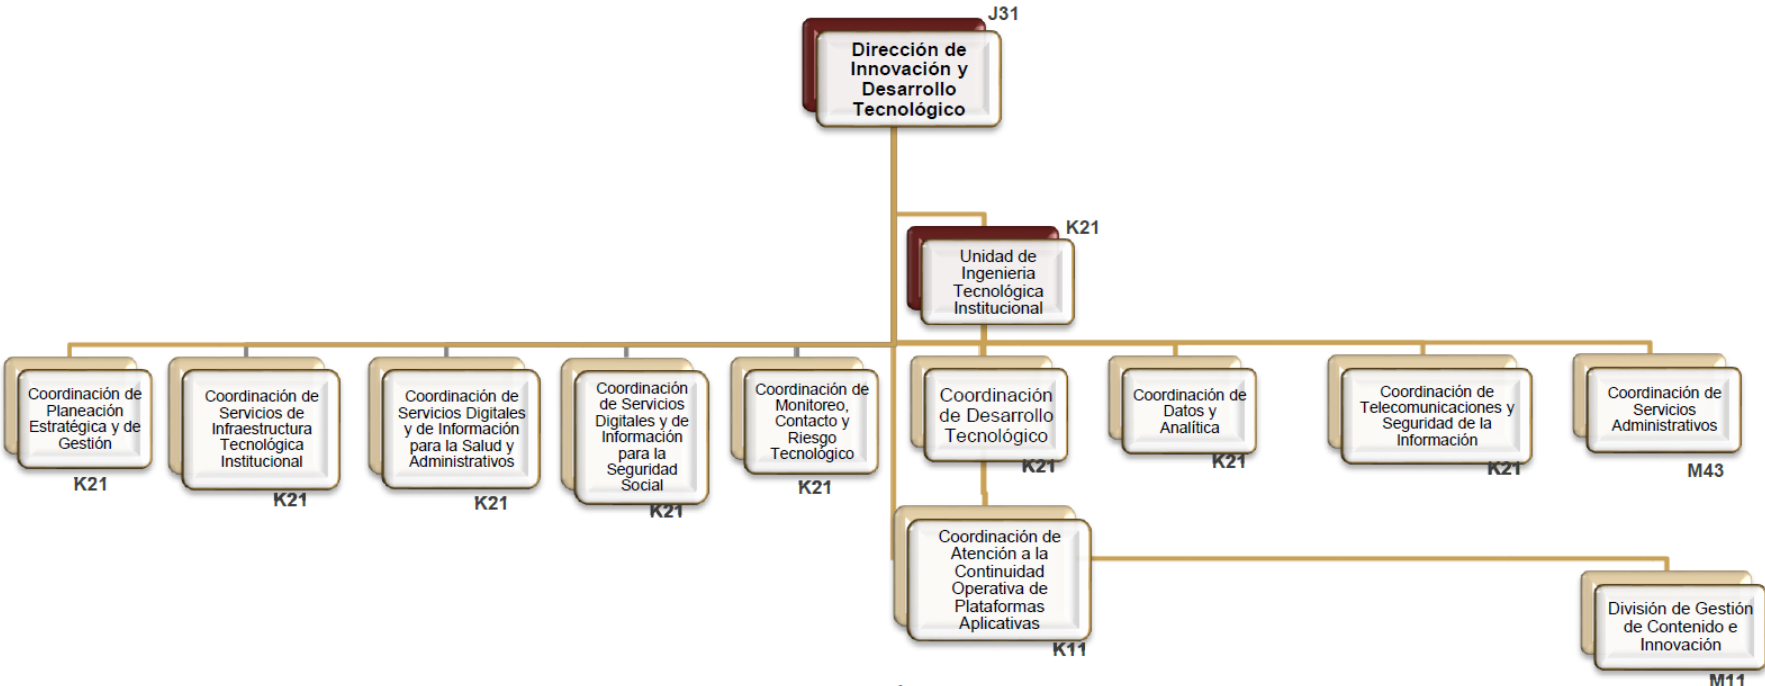 J31
Dirección de
Innovación y
Desarrollo
Tecnológico
K21
Unidad de
Ingenieria
Tecnológica
Institucional
Coordinación de
Planeación
Estratégica y de
Gestión
K21
Coordinación de
Servicios de
Infraestructura
Tecnológica
Institucional
K21
Coordinación de
Servicios Digitales
y de Información
para la Salud y
Administrativos
K21
Coordinación
de Servicios
Digitales y de
Información
para la
Seguridad
Social
K21
Coordinación de
Monitoreo,
Contacto y
Riesgo
Tecnológico
K21
Coordinación
de Desarrollo
Tecnológico
K21
Coordinación de
Datos y
Analítica
K21
Coordinación de
Telecomunicaciones y
Seguridad de la
Información
K21
Coordinación de
Servicios
Administrativos
M43
Coordinación de
Atención a la
Continuidad
Operativa de
Plataformas
Aplicativas
K11
División de Gestión
de Contenido e
Innovación
M11